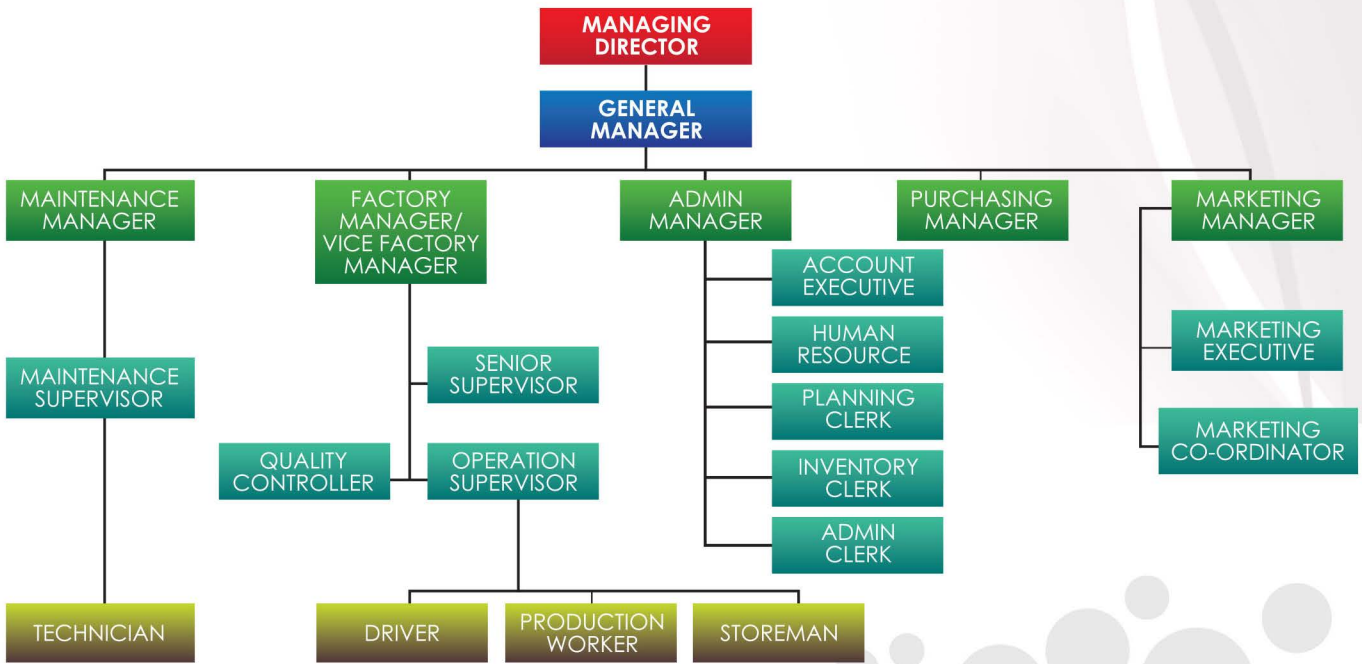 MANAGING
DIRECTOR
GENERAL
MANAGER
MAINTENANCE
MANAGER
FACTORY
MANAGER/
VICE FACTORY
MANAGER
ADMIN
MANAGER
PURCHASING
MANAGER
MARKETING
MANAGER
ACCOUNT
EXECUTIVE
HUMAN
RESOURCE
MARKETING
EXECUTIVE
MAINTENANCE
SUPERVISOR
SENIOR
SUPERVISOR
PLANNING
CLERK
MARKETING
CO-ORDINATOR
QUALITY
CONTROLLER
OPERATION
SUPERVISOR
INVENTORY
CLERK
ADMIN
CLERK
TECHNICIAN
DRIVER
PRODUCTION
WORKER
STOREMAN